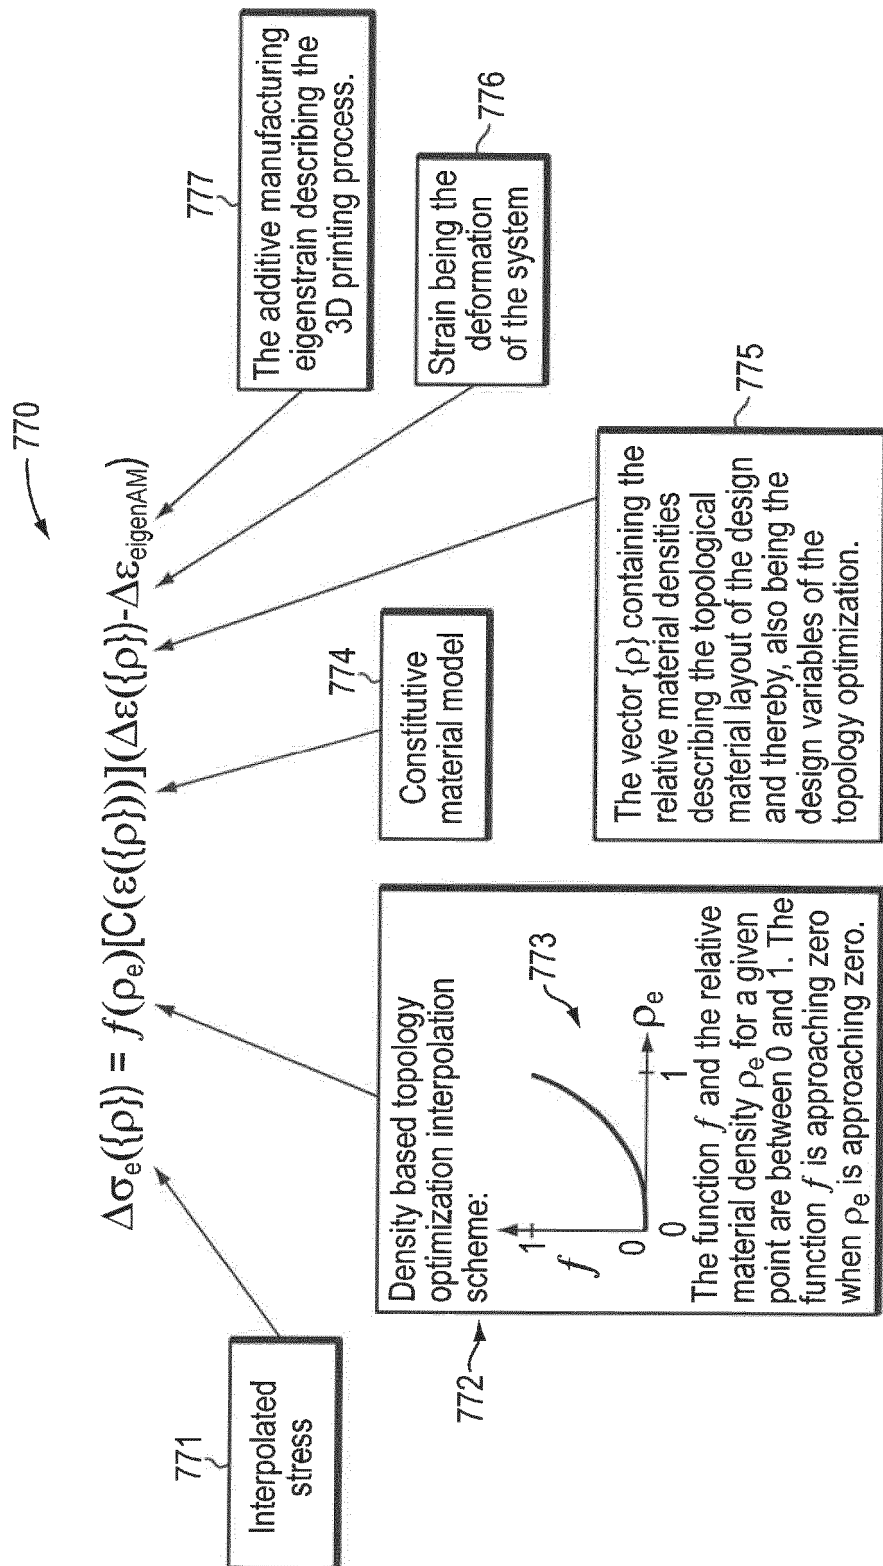 770
Δσe({ρ}) = f(ρe)[C(ε({ρ}))](Δε({ρ})-ΔεeigenAM)
771
Interpolated
stress
772
Density based topology
optimization interpolation
scheme:
1
f
0
0
1
ρe
773
The function f and the relative
material density ρe for a given
point are between 0 and 1. The
function f is approaching zero
when ρe is approaching zero.
774
Constitutive
material model
775
The vector {ρ} containing the
relative material densities
describing the topological
material layout of the design
and thereby, also being the
design variables of the
topology optimization.
776
Strain being the
deformation
of the system
777
The additive manufacturing
eigenstrain describing the
3D printing process.